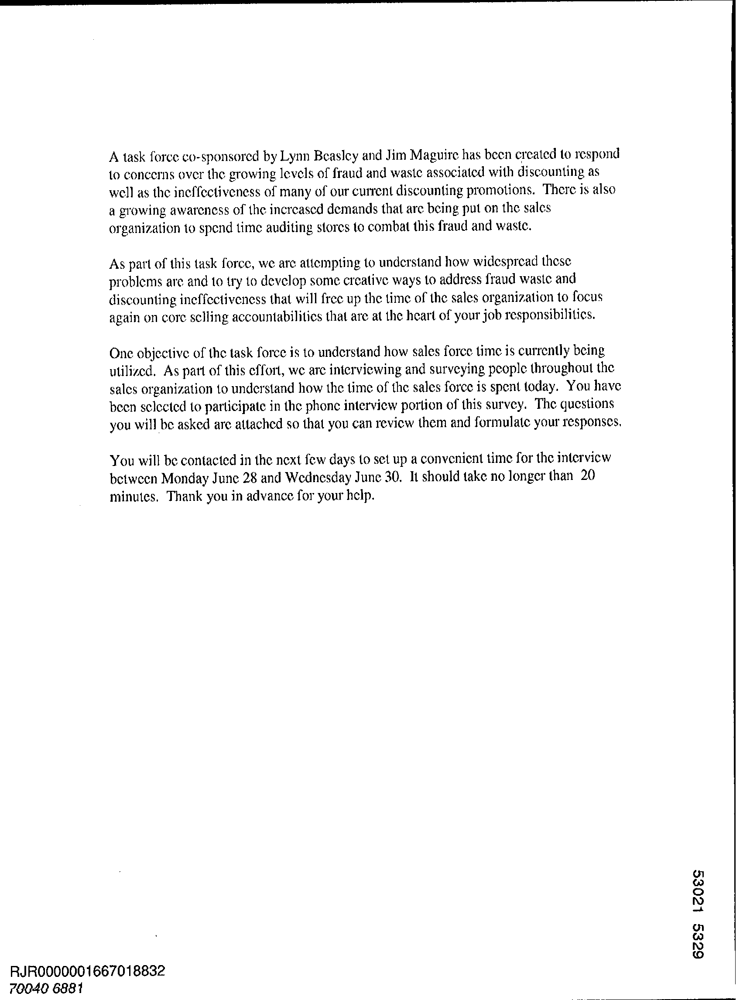 A task force co-sponsored by Lynn Beasley and Jim Maguire has been created to respond
to concerns over the growing levels of fraud and waste associated with discounting as
well as the ineffectiveness of many of our current discounting promotions. There is also
a growing awareness of the increased demands that are being put on the sales
organization to spend time auditing stores to combat this fraud and waste.
As part of this task force, we are attempting to understand how widespread these
problems are and to try to develop some creative ways to address fraud waste and
discounting ineffectiveness that will free up the time of the sales organization to focus
again on core selling accountabilities that are at the heart of your job responsibilities.
One objective of the task force is to understand how sales force time is currently being
utilized. As part of this effort, we are interviewing and surveying people throughout the
sales organization to understand how the time of the sales force is spent today. You have
been selected to participate in the phone interview portion of this survey. The questions
you will be asked are attached so that you can review them and formulate your responses.
You will be contacted in the next few days to set up a convenient time for the interview
between Monday June 28 and Wednesday June 30. It should take no longer than 20
minutes. Thank you in advance for your help.
53021 5329
RJR0000001667018832
70040 6881